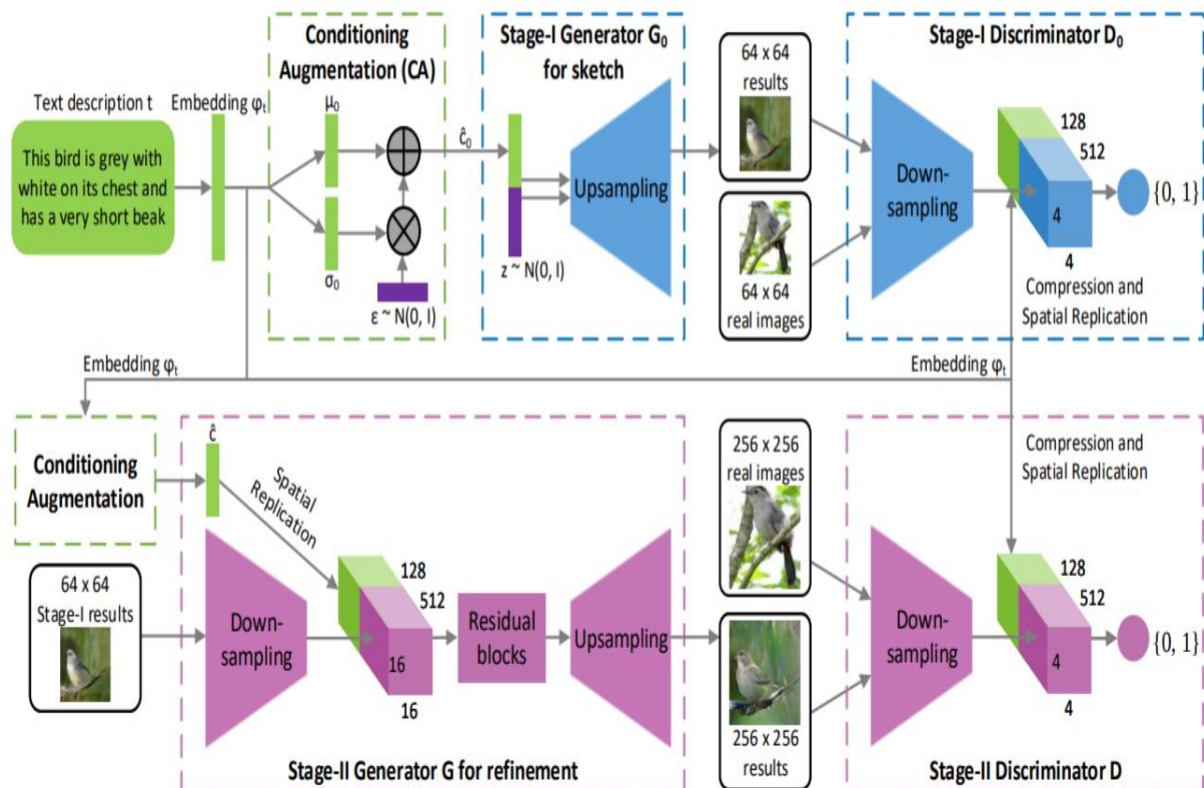 Conditioning
Augmentation (CA)
Stage-I Generator G₀
for sketch
64 x 64
results
Stage-I Discriminator D₀
Text description t
Embedding φₜ
μ₀
ĉ₀
128
512
This bird is grey with
white on its chest and
has a very short beak
Upsampling
Down-
sampling
{0, 1}
4
4
σ₀
ε ~ N(0, I)
z ~ N(0, I)
64 x 64
real images
Compression and
Spatial Replication
Embedding φₜ
Embedding φₜ
Conditioning
Augmentation
ĉ
Spatial
Replication
256 x 256
real images
Compression and
Spatial Replication
64 x 64
Stage-I results
Down-
sampling
128
512
16
16
Residual
blocks
Upsampling
Down-
sampling
128
512
4
4
{0, 1}
256 x 256
results
Stage-II Generator G for refinement
Stage-II Discriminator D